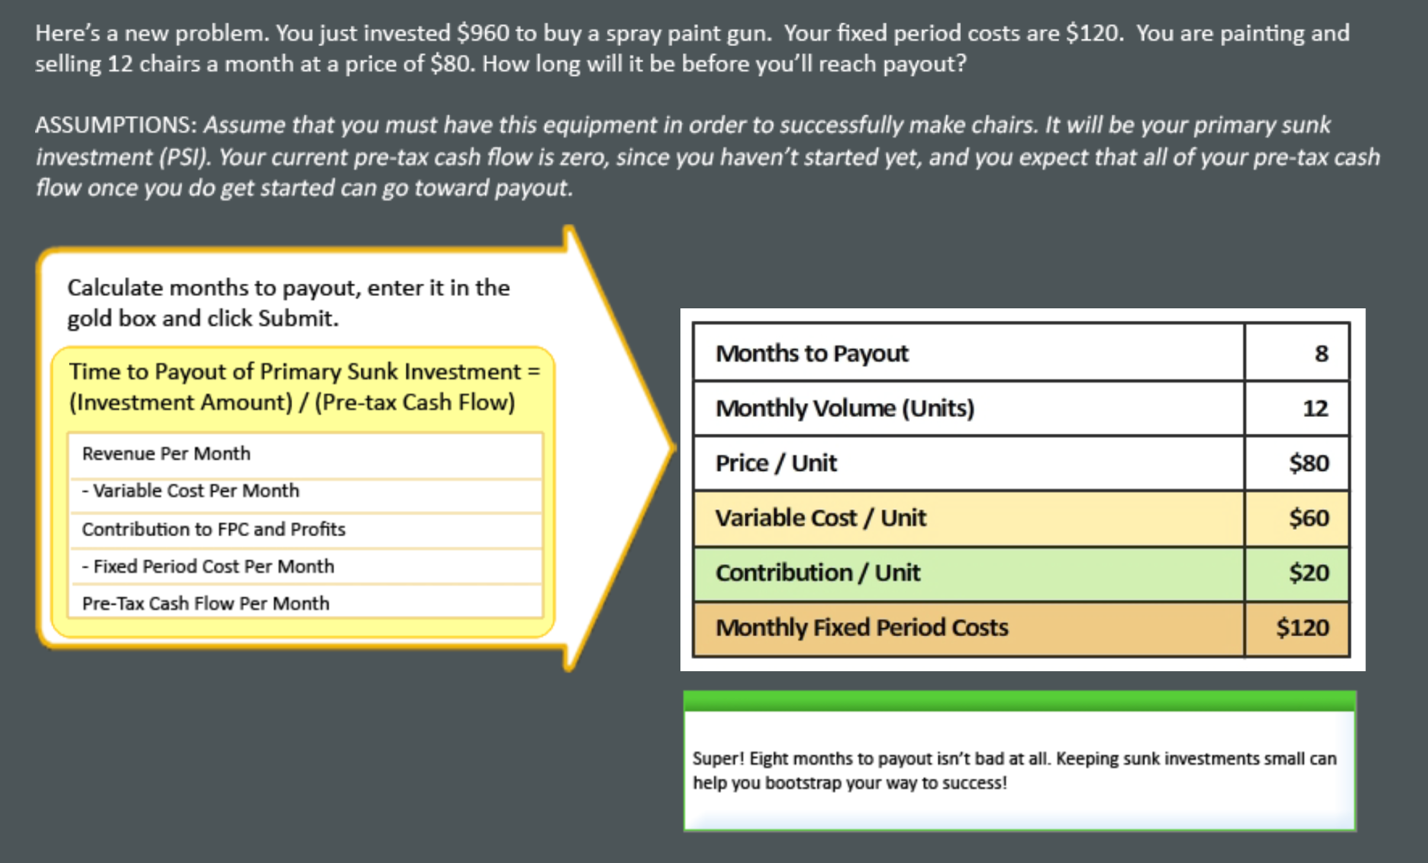 Here’s a new problem. You just invested $960 to buy a spray paint gun.  Your fixed period costs are $120.  You are painting and
selling 12 chairs a month at a price of $80. How long will it be before you’ll reach payout?
ASSUMPTIONS: Assume that you must have this equipment in order to successfully make chairs. It will be your primary sunk
investment (PSI). Your current pre-tax cash flow is zero, since you haven’t started yet, and you expect that all of your pre-tax cash
flow once you do get started can go toward payout.
Calculate months to payout, enter it in the
gold box and click Submit.
Time to Payout of Primary Sunk Investment =
(Investment Amount) / (Pre-tax Cash Flow)
Revenue Per Month
- Variable Cost Per Month
Contribution to FPC and Profits
- Fixed Period Cost Per Month
Pre-Tax Cash Flow Per Month
Months to Payout 8
Monthly Volume (Units) 12
Price / Unit $80
Variable Cost / Unit $60
Contribution / Unit $20
Monthly Fixed Period Costs $120
Super! Eight months to payout isn’t bad at all. Keeping sunk investments small can
help you bootstrap your way to success!